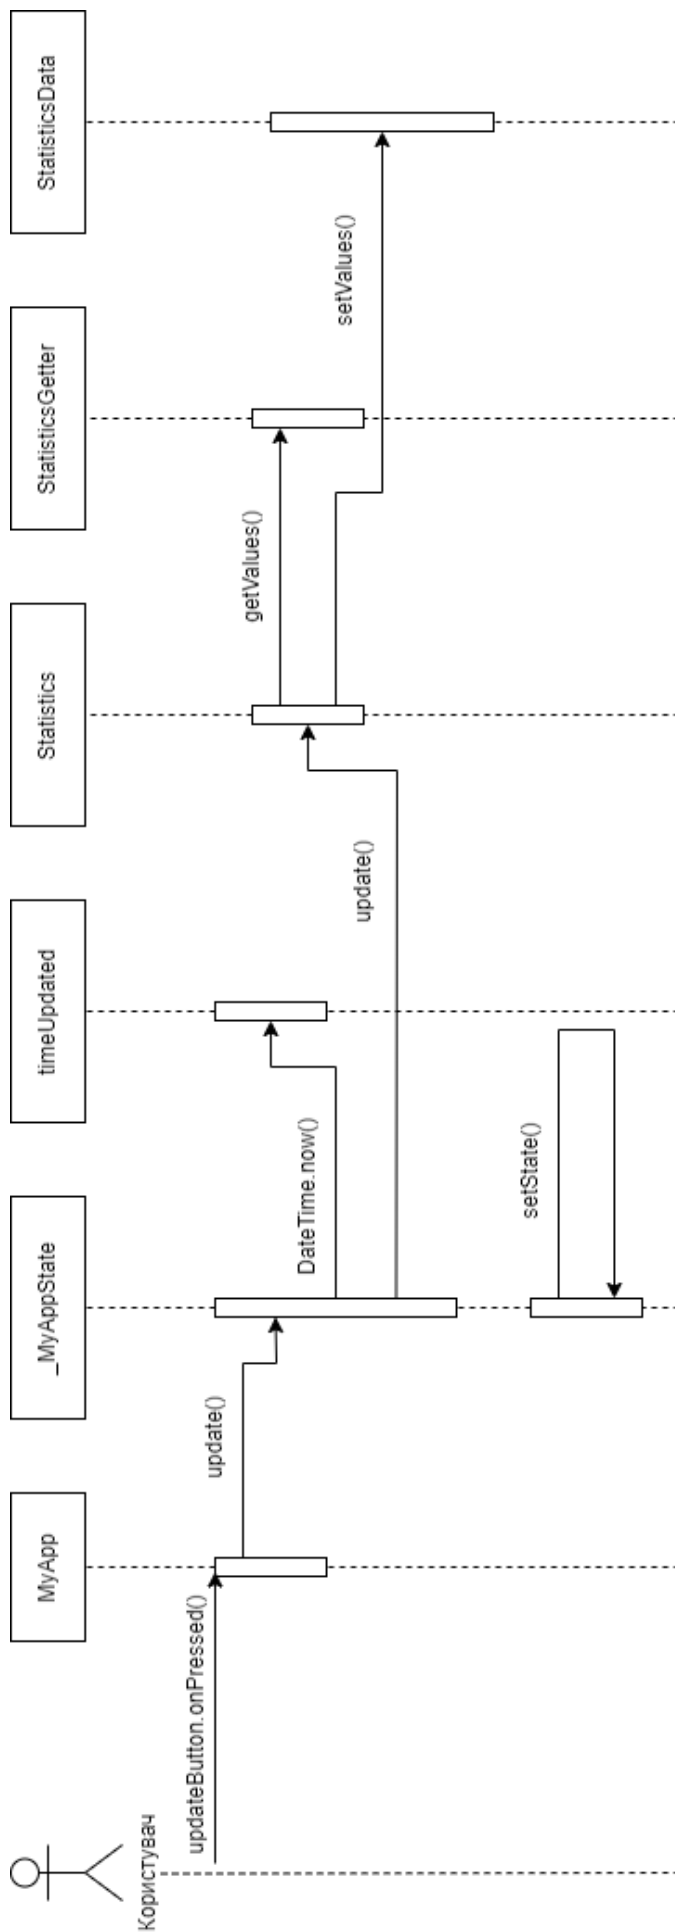 Користувач
MyApp
_MyAppState
timeUpdated
Statistics
StatisticsGetter
StatisticsData
updateButton.onPressed()
update()
DateTime.now()
update()
getValues()
setValues()
setState()